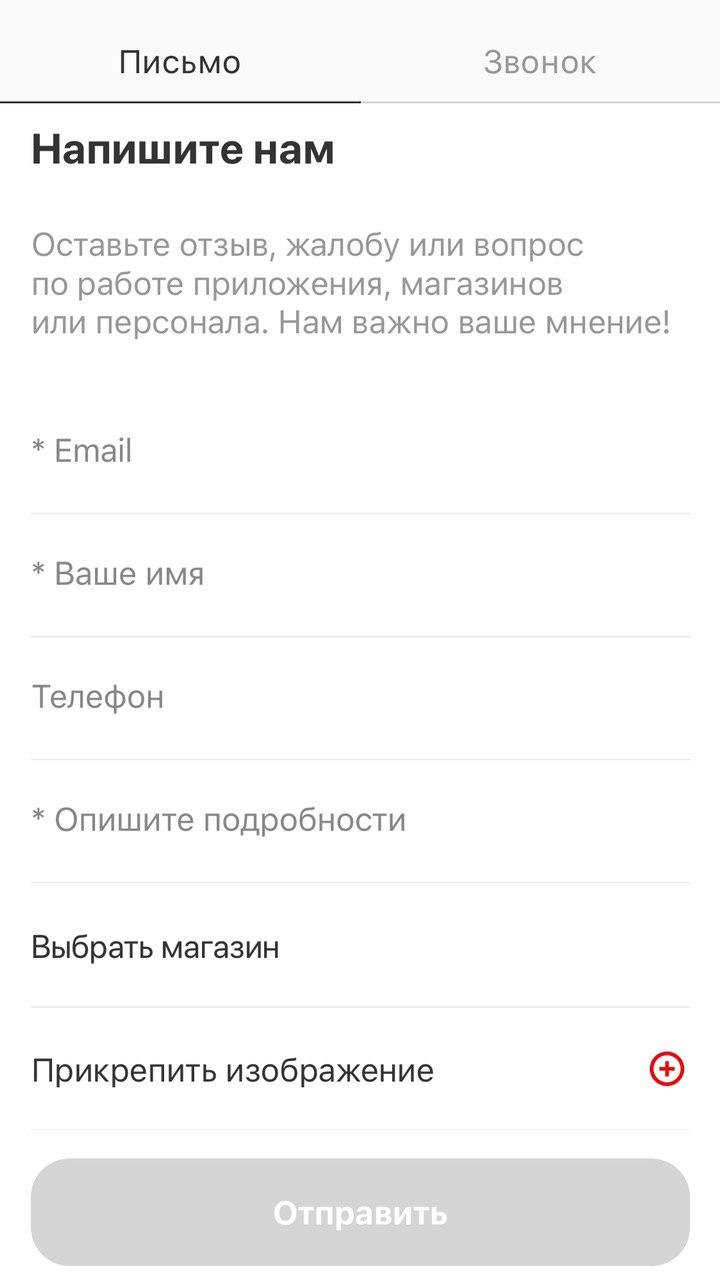 Письмо
Звонок
Напишите нам
Оставьте отзыв, жалобу или вопрос
по работе приложения, магазинов
или персонала. Нам важно ваше мнение!
* Email
* Ваше имя
Телефон
* Опишите подробности
Выбрать магазин
Прикрепить изображение
Отправить